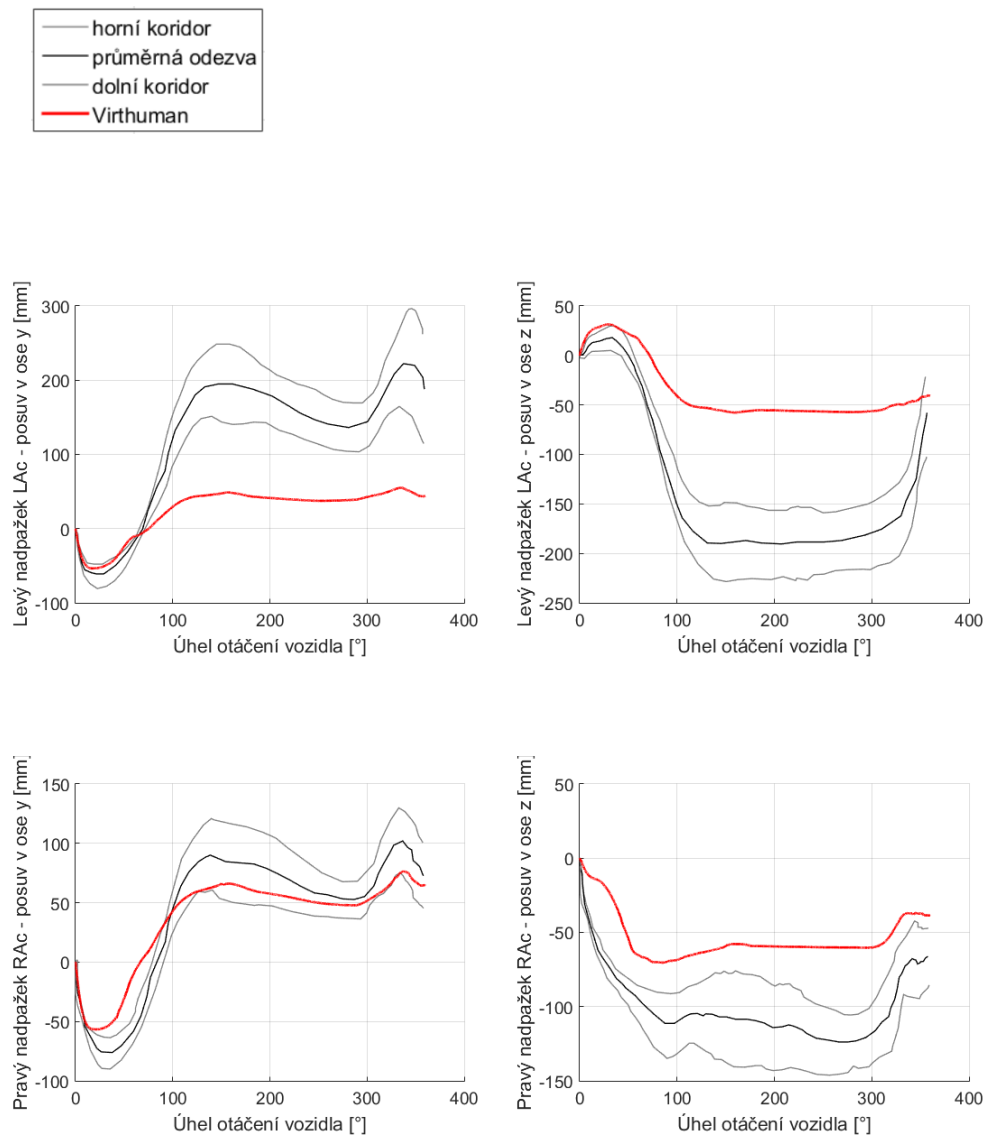 horní koridor
průměrná odezva
dolní koridor
Virthuman
Levý nadpažek LAc - posuv v ose y [mm]
300
200
100
0
-100
0 100 200 300 400
Úhel otáčení vozidla [°]
Levý nadpažek LAc - posuv v ose z [mm]
50
0
-50
-100
-150
-200
-250
0 100 200 300 400
Úhel otáčení vozidla [°]
Pravý nadpažek RAc - posuv v ose y [mm]
150
100
50
0
-50
-100
0 100 200 300 400
Úhel otáčení vozidla [°]
Pravý nadpažek RAc - posuv v ose z [mm]
50
0
-50
-100
-150
0 100 200 300 400
Úhel otáčení vozidla [°]